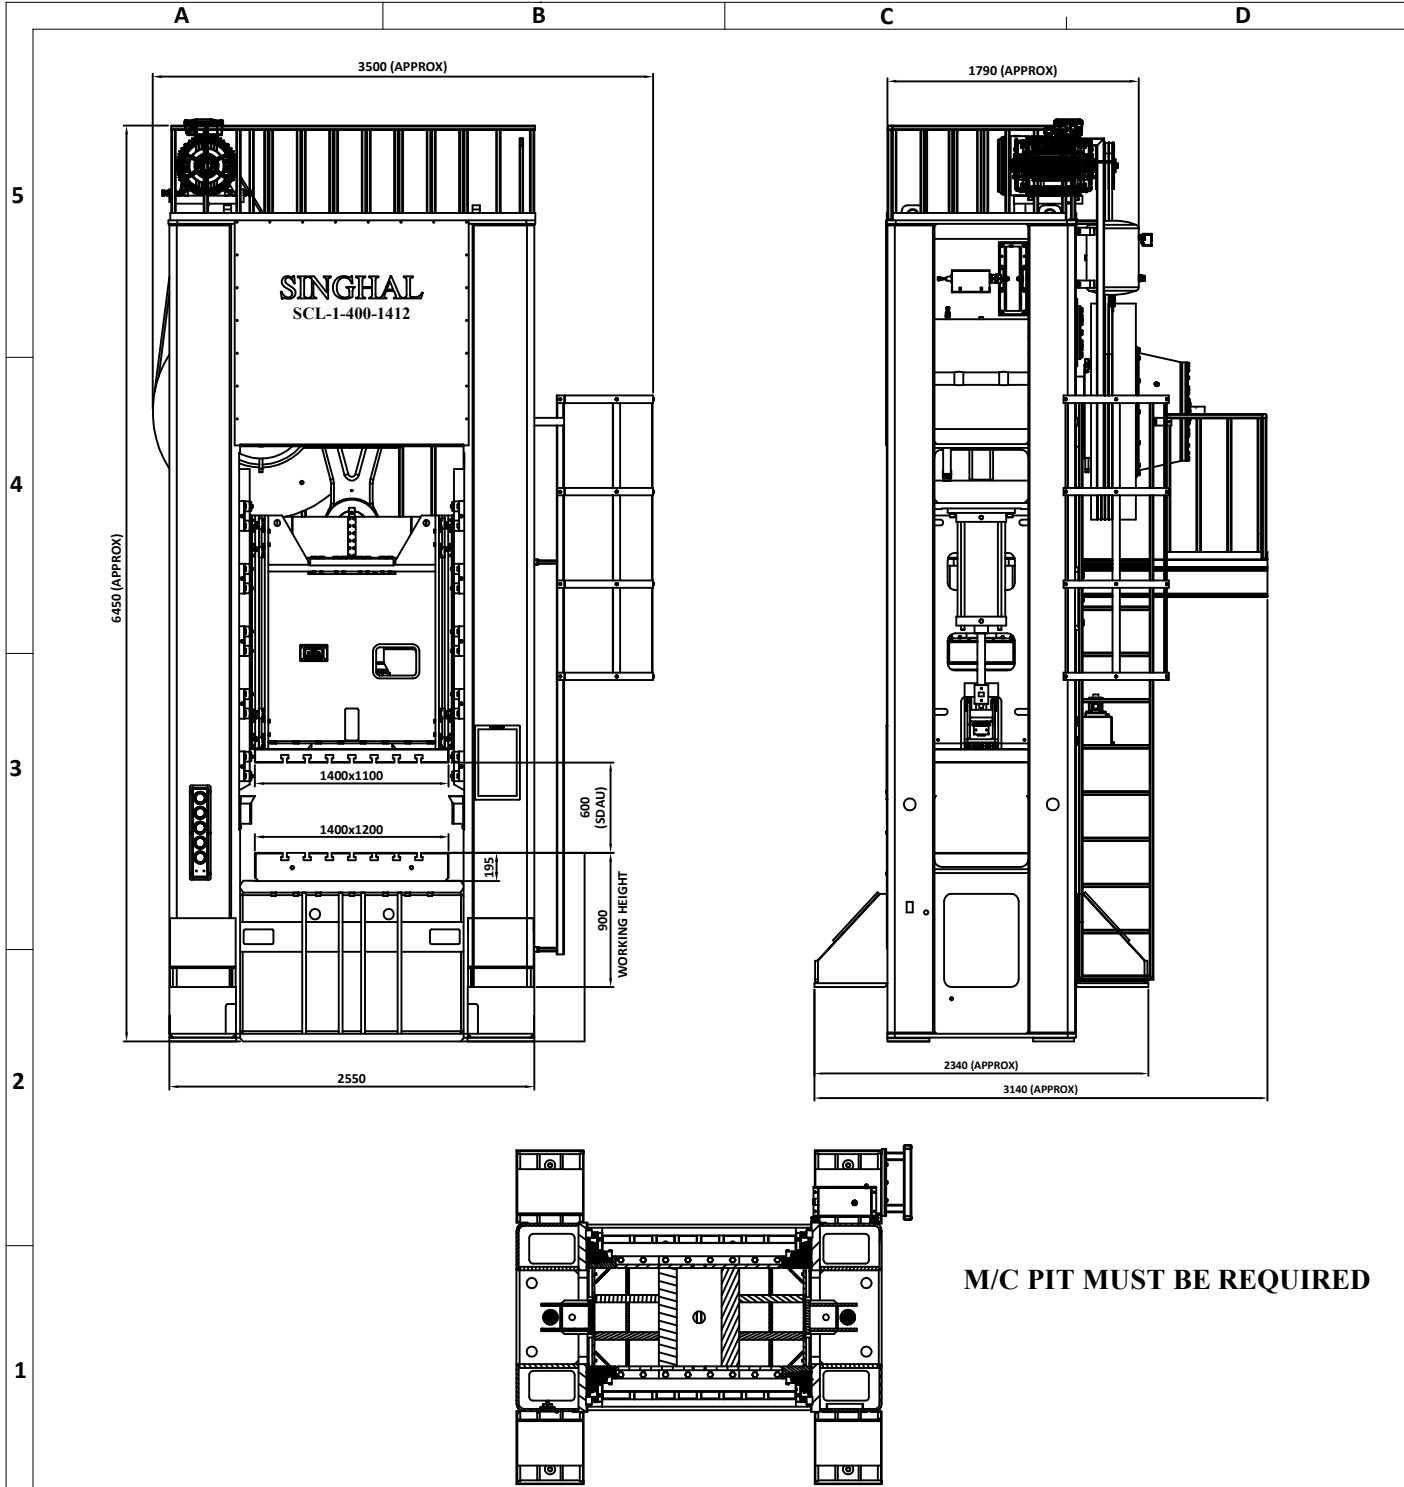 A B C D
3500 (APPROX)
1790 (APPROX)
5
SINGHAL
SCL-1-400-1412
4
6450 (APPROX)
3
1400x1100
600
(SDAU)
1400x1200
195
900
WORKING HEIGHT
2
2550
2340 (APPROX)
3140 (APPROX)
M/C PIT MUST BE REQUIRED
1